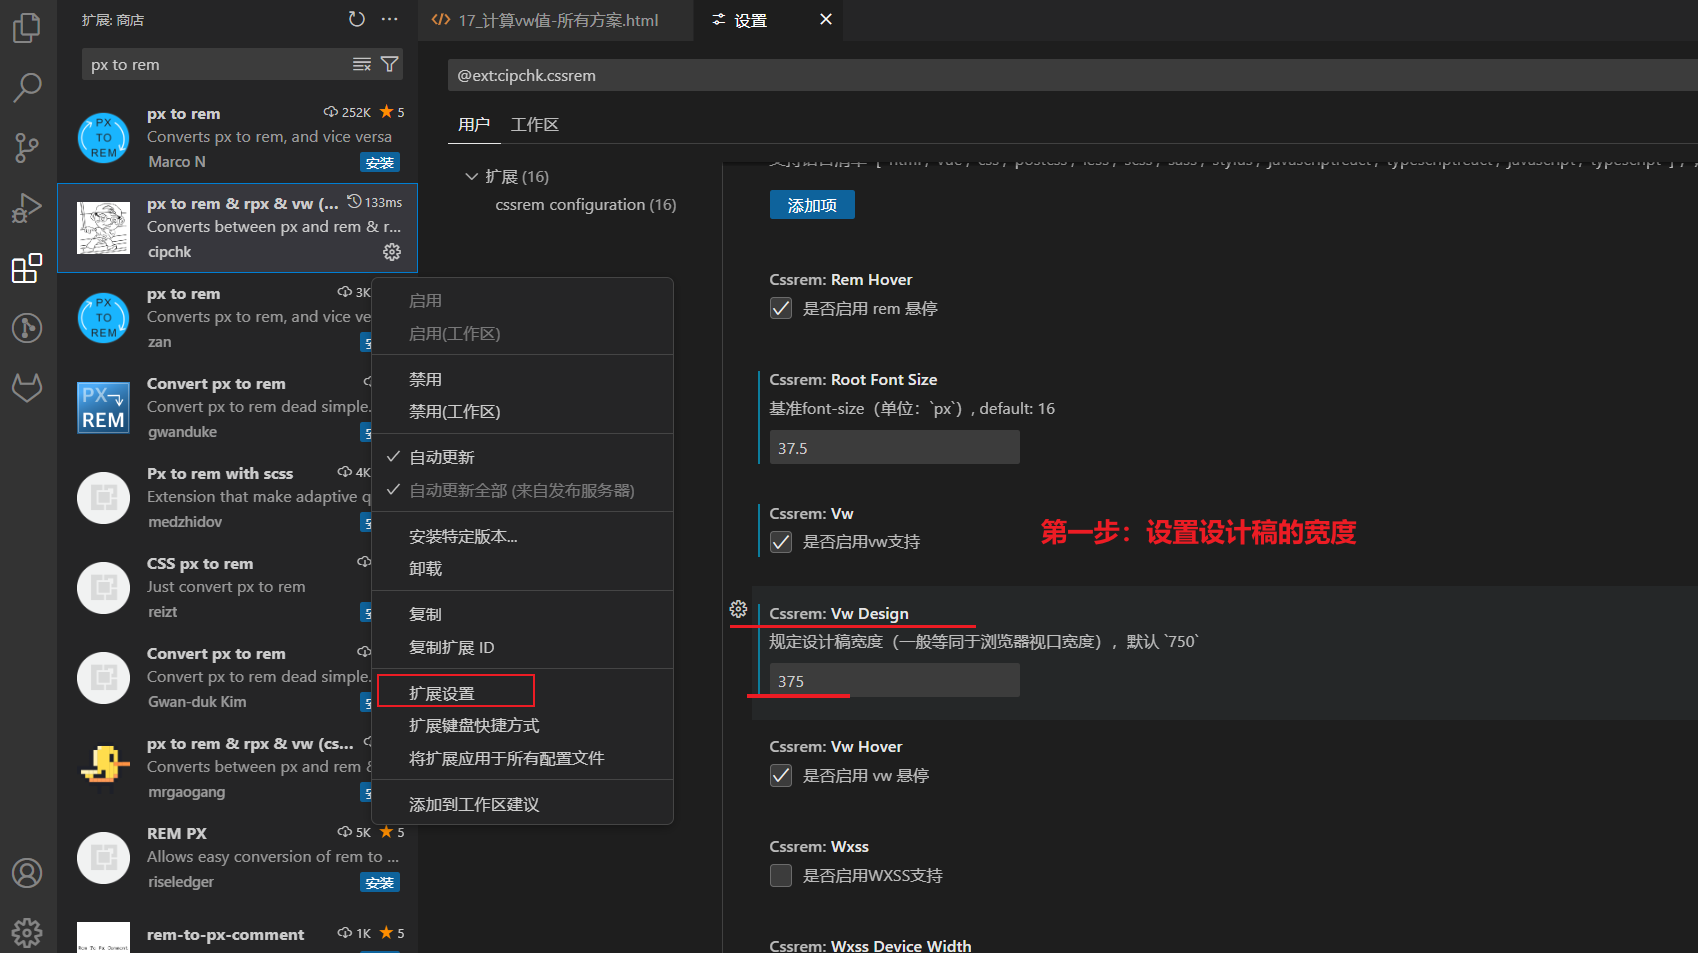 扩展: 商店
px to rem
px to rem 252K 5
Converts px to rem, and vice versa
Marco N 安装
px to rem & rpx & vw (... 133ms
Converts between px and rem & r...
cipchk
px to rem 3K
Converts px to rem, and vice ve
zan
Convert px to rem
Convert px to rem dead simple.
gwanduke
Px to rem with scss 4K
Extension that make adaptive q
medzhidov
CSS px to rem
Just convert px to rem
reizt
Convert px to rem
Convert px to rem dead simple.
Gwan-duk Kim
px to rem & rpx & vw (cs...
Converts between px and rem &
mrgaogang
REM PX 5K 5
Allows easy conversion of rem to ...
riseledger 安装
rem-to-px-comment 1K 5
PX TO REM
PX TO REM
PX REM
Rem To Px Comment
启用
启用(工作区)
禁用
禁用(工作区)
自动更新
自动更新全部 (来自发布服务器)
安装特定版本...
卸载
复制
复制扩展 ID
扩展设置
扩展键盘快捷方式
将扩展应用于所有配置文件
添加到工作区建议
17_计算vw值-所有方案.html
设置
@ext:cipchk.cssrem
用户 工作区
扩展 (16)
cssrem configuration (16)
添加项
Cssrem: Rem Hover
是否启用 rem 悬停
Cssrem: Root Font Size
基准font-size（单位：`px`）, default: 16
37.5
Cssrem: Vw
是否启用vw支持
第一步：设置设计稿的宽度
Cssrem: Vw Design
规定设计稿宽度（一般等同于浏览器视口宽度），默认 `750`
375
Cssrem: Vw Hover
是否启用 vw 悬停
Cssrem: Wxss
是否启用WXSS支持
Cssrem: Wxss Device Width